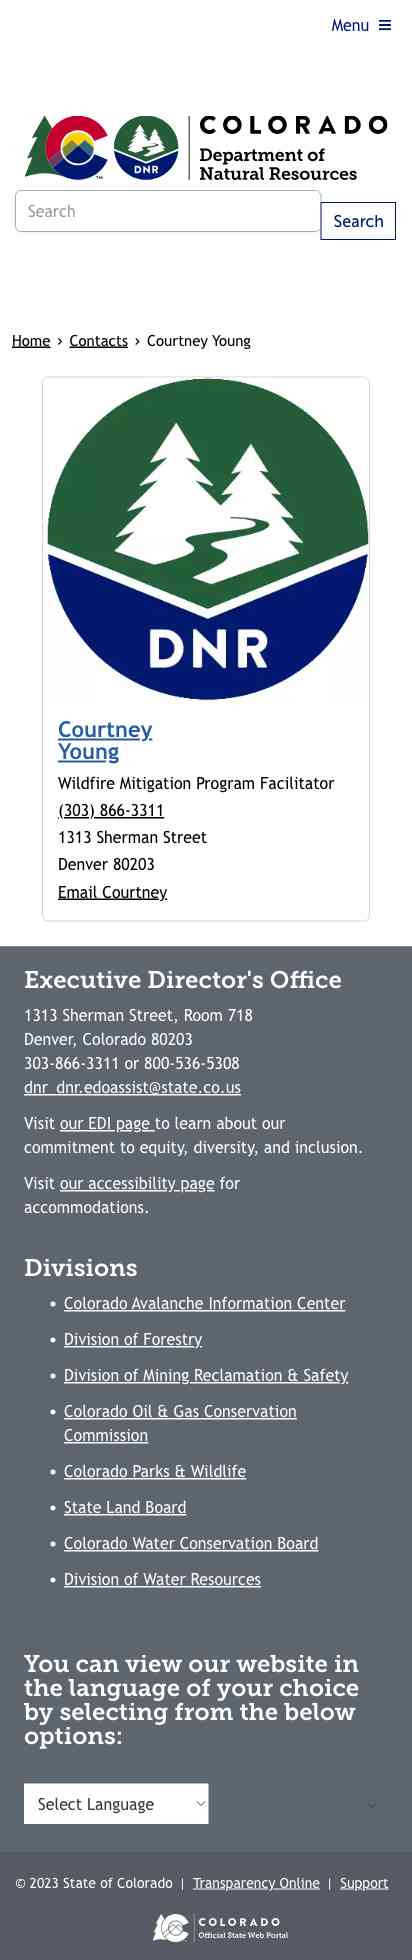 Menu
COLORADO
Department of
Natural Resources
DNR
™
Search
Search
Home › Contacts › Courtney Young
DNR
Courtney
Young
Wildfire Mitigation Program Facilitator
(303) 866-3311
1313 Sherman Street
Denver 80203
Email Courtney
Executive Director's Office
1313 Sherman Street, Room 718
Denver, Colorado 80203
303-866-3311 or 800-536-5308
dnr_dnr.edoassist@state.co.us
Visit our EDI page to learn about our
commitment to equity, diversity, and inclusion.
Visit our accessibility page for
accommodations.
Divisions
• Colorado Avalanche Information Center
• Division of Forestry
• Division of Mining Reclamation & Safety
• Colorado Oil & Gas Conservation
Commission
• Colorado Parks & Wildlife
• State Land Board
• Colorado Water Conservation Board
• Division of Water Resources
You can view our website in
the language of your choice
by selecting from the below
options:
Select Language
© 2023 State of Colorado | Transparency Online | Support
COLORADO
Official State Web Portal